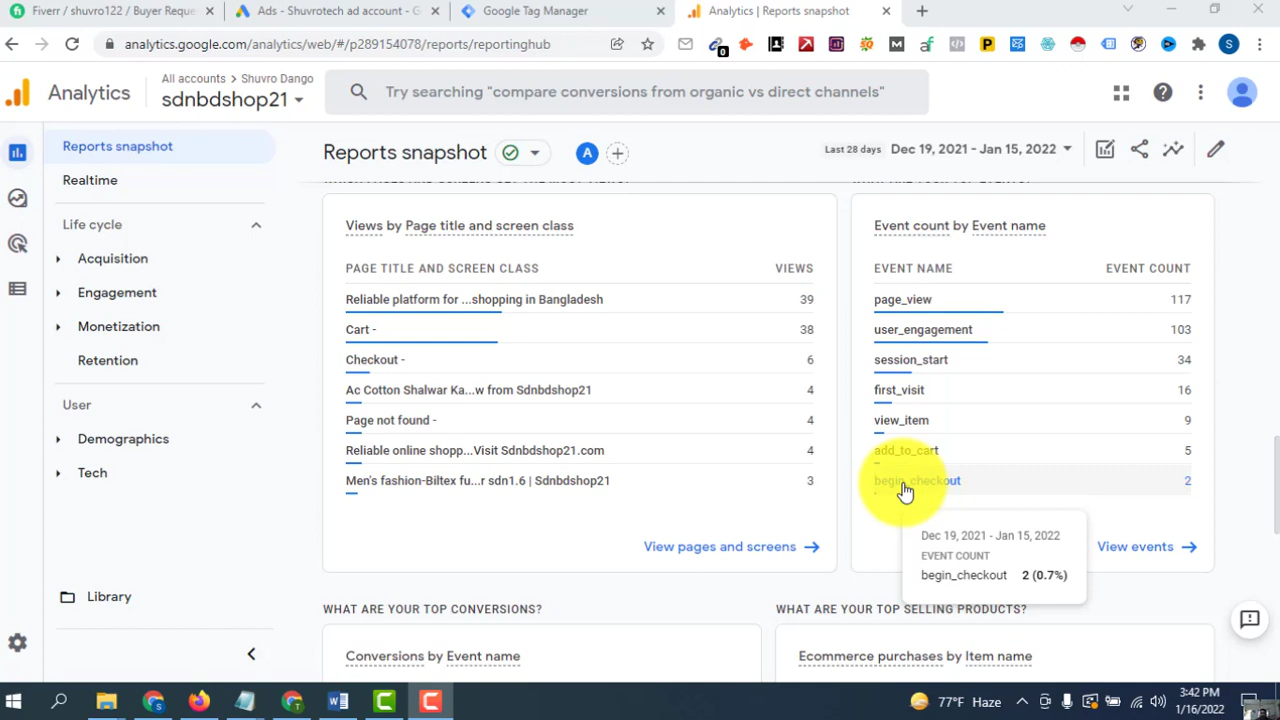 Fiverr / shuvro122 / Buyer Reque
Ads - Shuvrotech ad account - G
Google Tag Manager
Analytics | Reports snapshot
analytics.google.com/analytics/web/#/p289154078/reports/reportinghub
0
M
af
P
S
Analytics
All accounts > Shuvro Dango
sdnbdshop21
Try searching "compare conversions from organic vs direct channels"
Reports snapshot
A
Last 28 days Dec 19, 2021 - Jan 15, 2022
Reports snapshot
Realtime
Life cycle
Acquisition
Engagement
Monetization
Retention
User
Demographics
Tech
Library
Views by Page title and screen class
PAGE TITLE AND SCREEN CLASS VIEWS
Reliable platform for ...shopping in Bangladesh 39
Cart - 38
Checkout - 6
Ac Cotton Shalwar Ka...w from Sdnbdshop21 4
Page not found - 4
Reliable online shopp...Visit Sdnbdshop21.com 4
Men's fashion-Biltex fu...r sdn1.6 | Sdnbdshop21 3
View pages and screens
Event count by Event name
EVENT NAME EVENT COUNT
page_view 117
user_engagement 103
session_start 34
first_visit 16
view_item 9
add_to_cart 5
begin_checkout 2
View events
Dec 19, 2021 - Jan 15, 2022
EVENT COUNT
begin_checkout 2 (0.7%)
WHAT ARE YOUR TOP CONVERSIONS?
Conversions by Event name
WHAT ARE YOUR TOP SELLING PRODUCTS?
Ecommerce purchases by Item name
77°F Haze
3:42 PM
1/16/2022